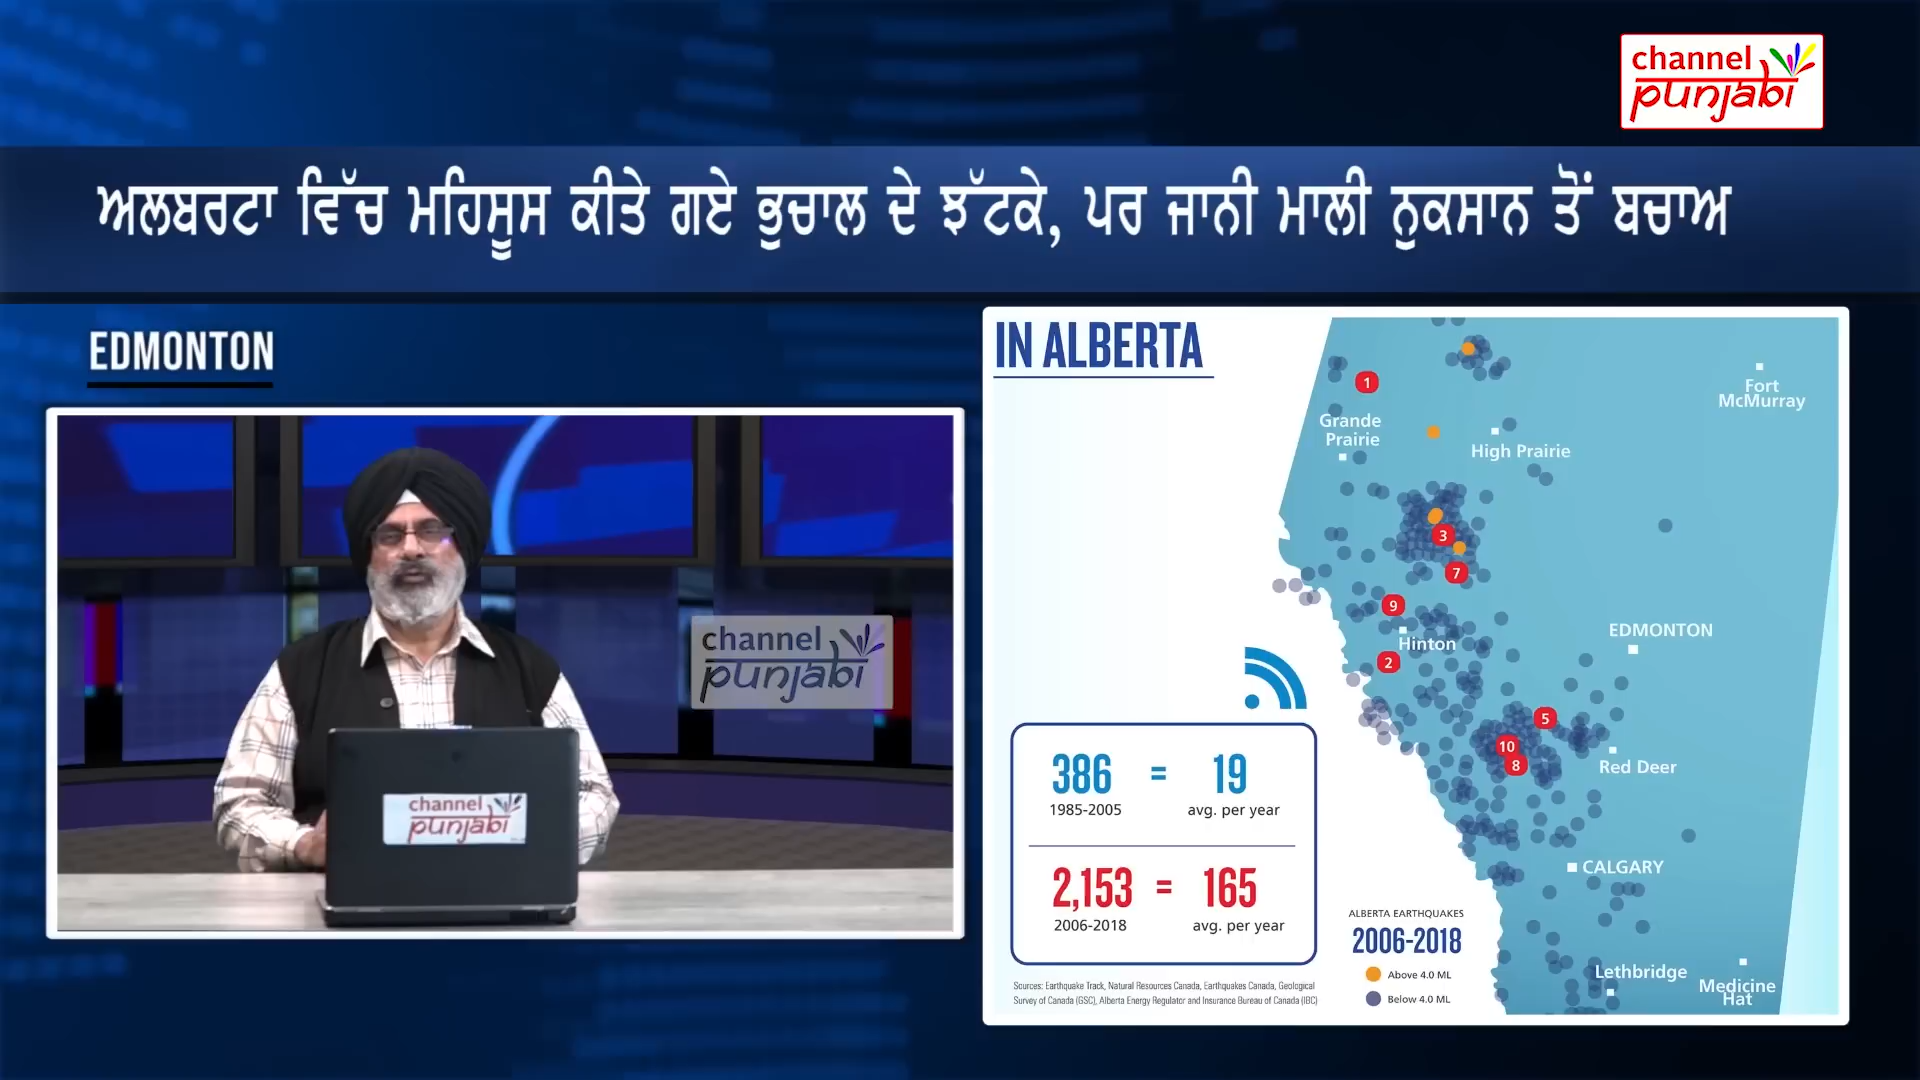 channel
punjabi
ਅਲਬਰਟਾ ਵਿੱਚ ਮਹਿਸੂਸ ਕੀਤੇ ਗਏ ਭੁਚਾਲ ਦੇ ਝੱਟਕੇ, ਪਰ ਜਾਨੀ ਮਾਲੀ ਨੁਕਸਾਨ ਤੋਂ ਬਚਾਅ
EDMONTON
channel
punjabi
channel
punjabi
IN ALBERTA
1
Fort
McMurray
Grande
Prairie
High Prairie
3
7
9
EDMONTON
Hinton
2
5
10
8
Red Deer
386 = 19
1985-2005 avg. per year
2,153 = 165
2006-2018 avg. per year
CALGARY
ALBERTA EARTHQUAKES
2006-2018
Above 4.0 ML
Below 4.0 ML
Lethbridge
Medicine
Hat
Sources: Earthquake Track, Natural Resources Canada, Earthquakes Canada, Geological
Survey of Canada (GSC), Alberta Energy Regulator and Insurance Bureau of Canada (IBC)